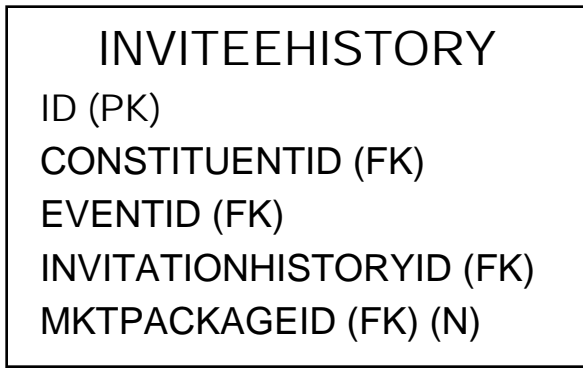 INVITEEHISTORY
ID (PK)
CONSTITUENTID (FK)
EVENTID (FK)
INVITATIONHISTORYID (FK)
MKTPACKAGEID (FK) (N)